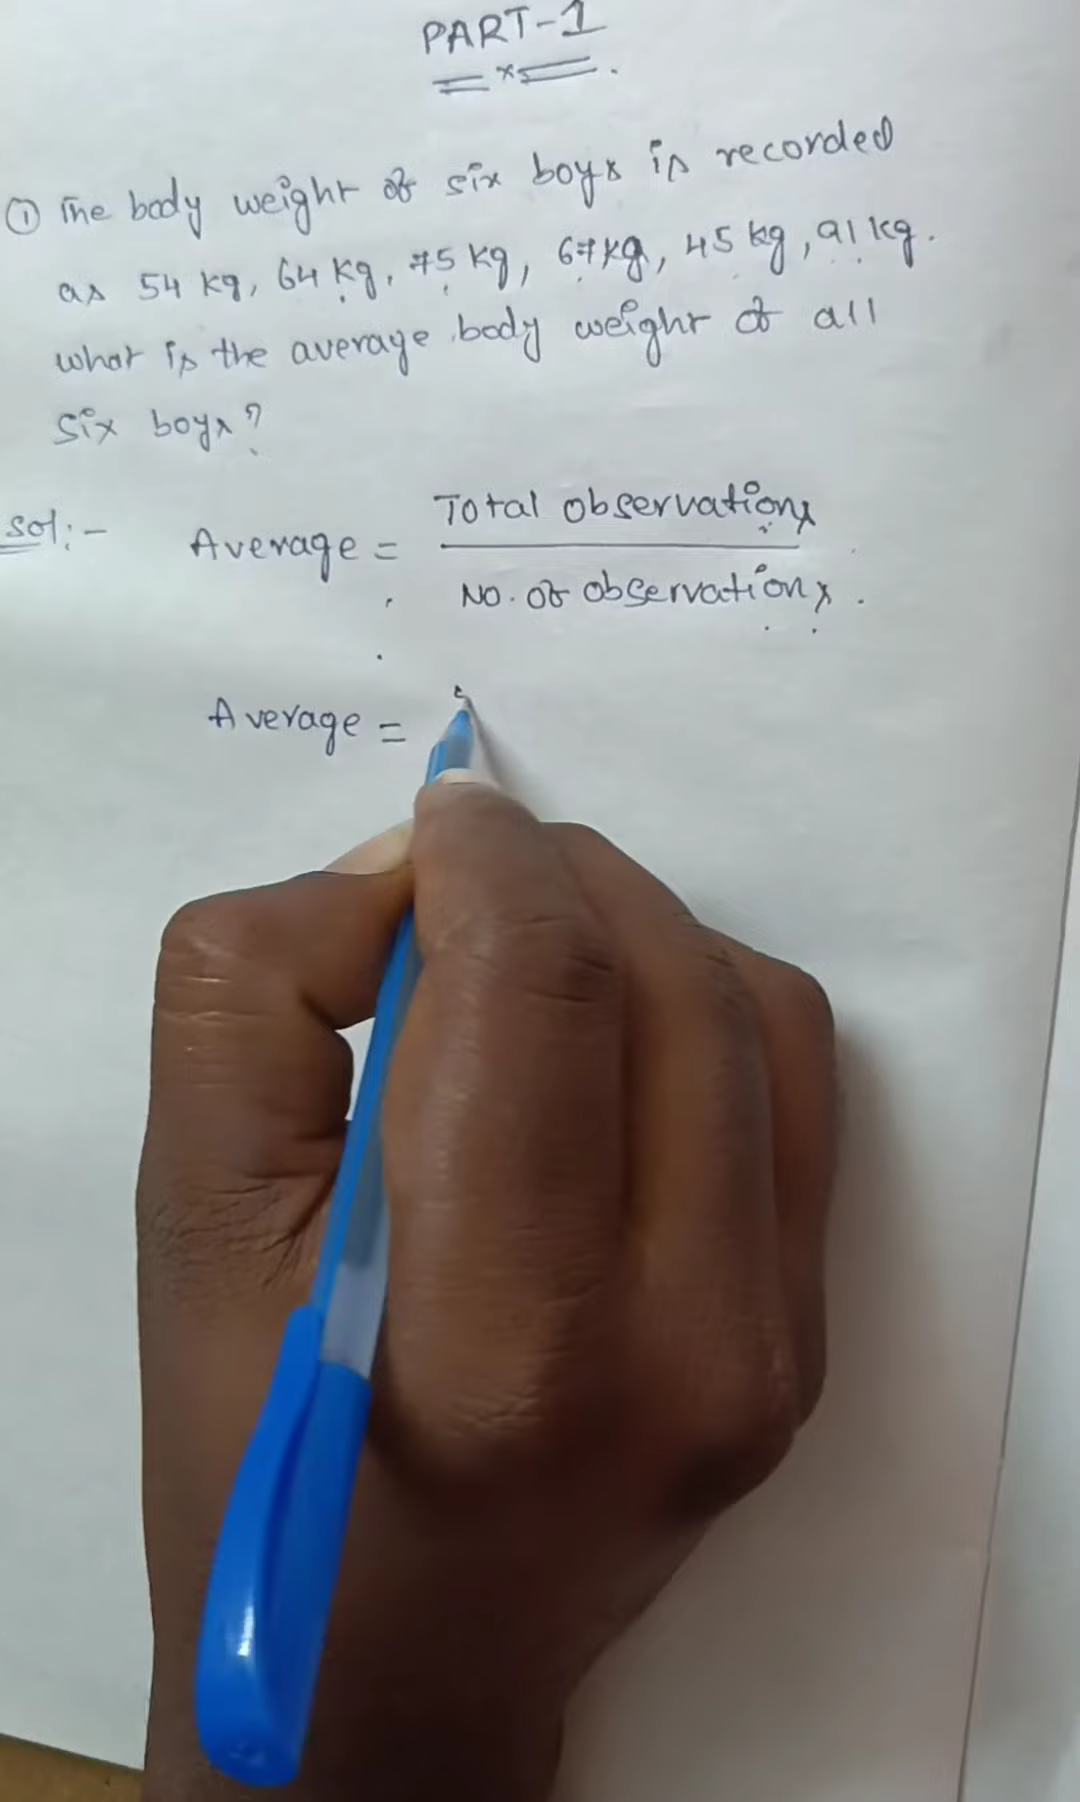 PART-1
① The body weight of six boys is recorded
as 54 kg, 64 kg, 75 kg, 67 kg, 45 kg, 91 kg.
what is the average body weight of all
six boys?
Sol:- Average = Total observations
No. of observations.
Average =